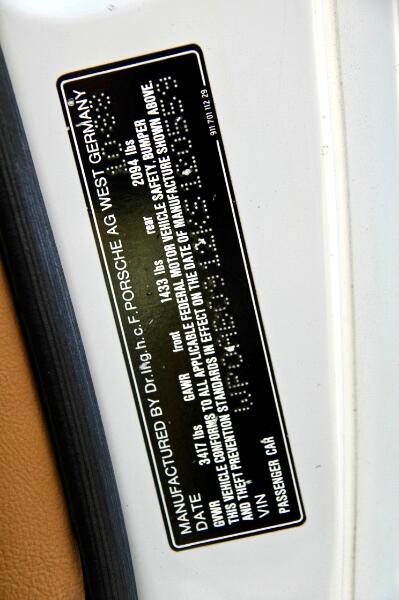 MANUFACTURED BY Dr.Ing.h.c.F.PORSCHE AG WEST GERMANY
DATE
GVWR 3417 lbs GAWR front 1433 lbs rear 2094 lbs
THIS VEHICLE CONFORMS TO ALL APPLICABLE FEDERAL MOTOR VEHICLE SAFETY, BUMPER
AND THEFT PREVENTION STANDARDS IN EFFECT ON THE DATE OF MANUFACTURE SHOWN ABOVE.
VIN
PASSENGER CAR
911 701 112 29